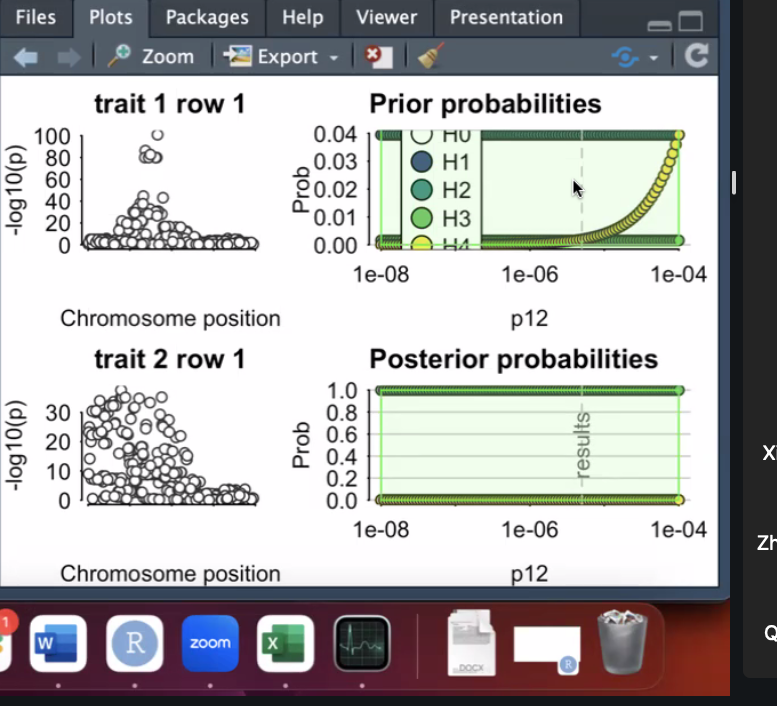 Files Plots Packages Help Viewer Presentation
Zoom Export
trait 1 row 1
-log10(p)
100
80
60
40
20
0
Chromosome position
Prior probabilities
Prob
0.04
0.03
0.02
0.01
0.00
H0
H1
H2
H3
H4
1e-08 1e-06 1e-04
p12
trait 2 row 1
-log10(p)
30
20
10
0
Chromosome position
Posterior probabilities
Prob
1.0
0.8
0.6
0.4
0.2
0.0
results
1e-08 1e-06 1e-04
p12
1
W
R
zoom
X
DOCX
R
Zh
Q